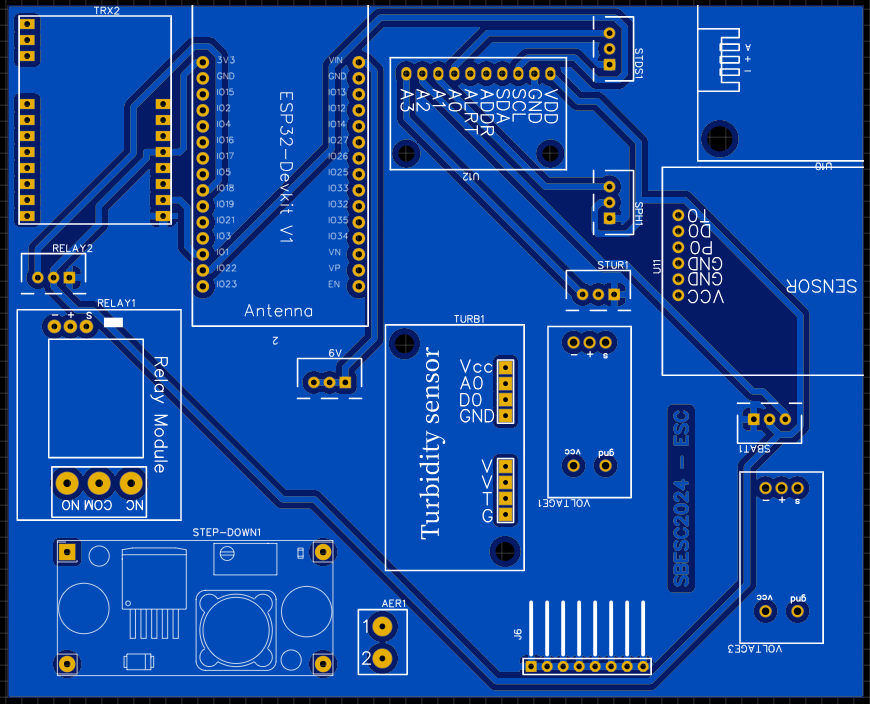 TRX2
3V3
GND
IO15
IO2
IO4
IO16
IO17
IO5
IO18
IO19
IO21
IO3
IO1
IO22
IO23
ESP32-Devkit V1
VIN
GND
IO13
IO12
IO14
IO27
IO26
IO25
IO33
IO32
IO35
IO34
VN
VP
EN
Antenna
2
A3
A2
A1
A0
ALRT
ADDR
SDA
SCL
GND
VDD
U12
STDS1
A
+
-
U10
SPH1
U11
TO
DO
PO
GND
GND
VCC
SENSOR
STUR1
RELAY2
RELAY1
- + s
Relay Module
NO COM NC
6V
TURB1
Turbidity sensor
Vcc
A0
D0
GND
V
V
T
G
- + s
vcc gnd
VOLTAGE1
SBESC2024 - ESC
SBAT1
- + s
vcc gnd
VOLTAGE3
STEP-DOWN1
AER1
1
2
J6